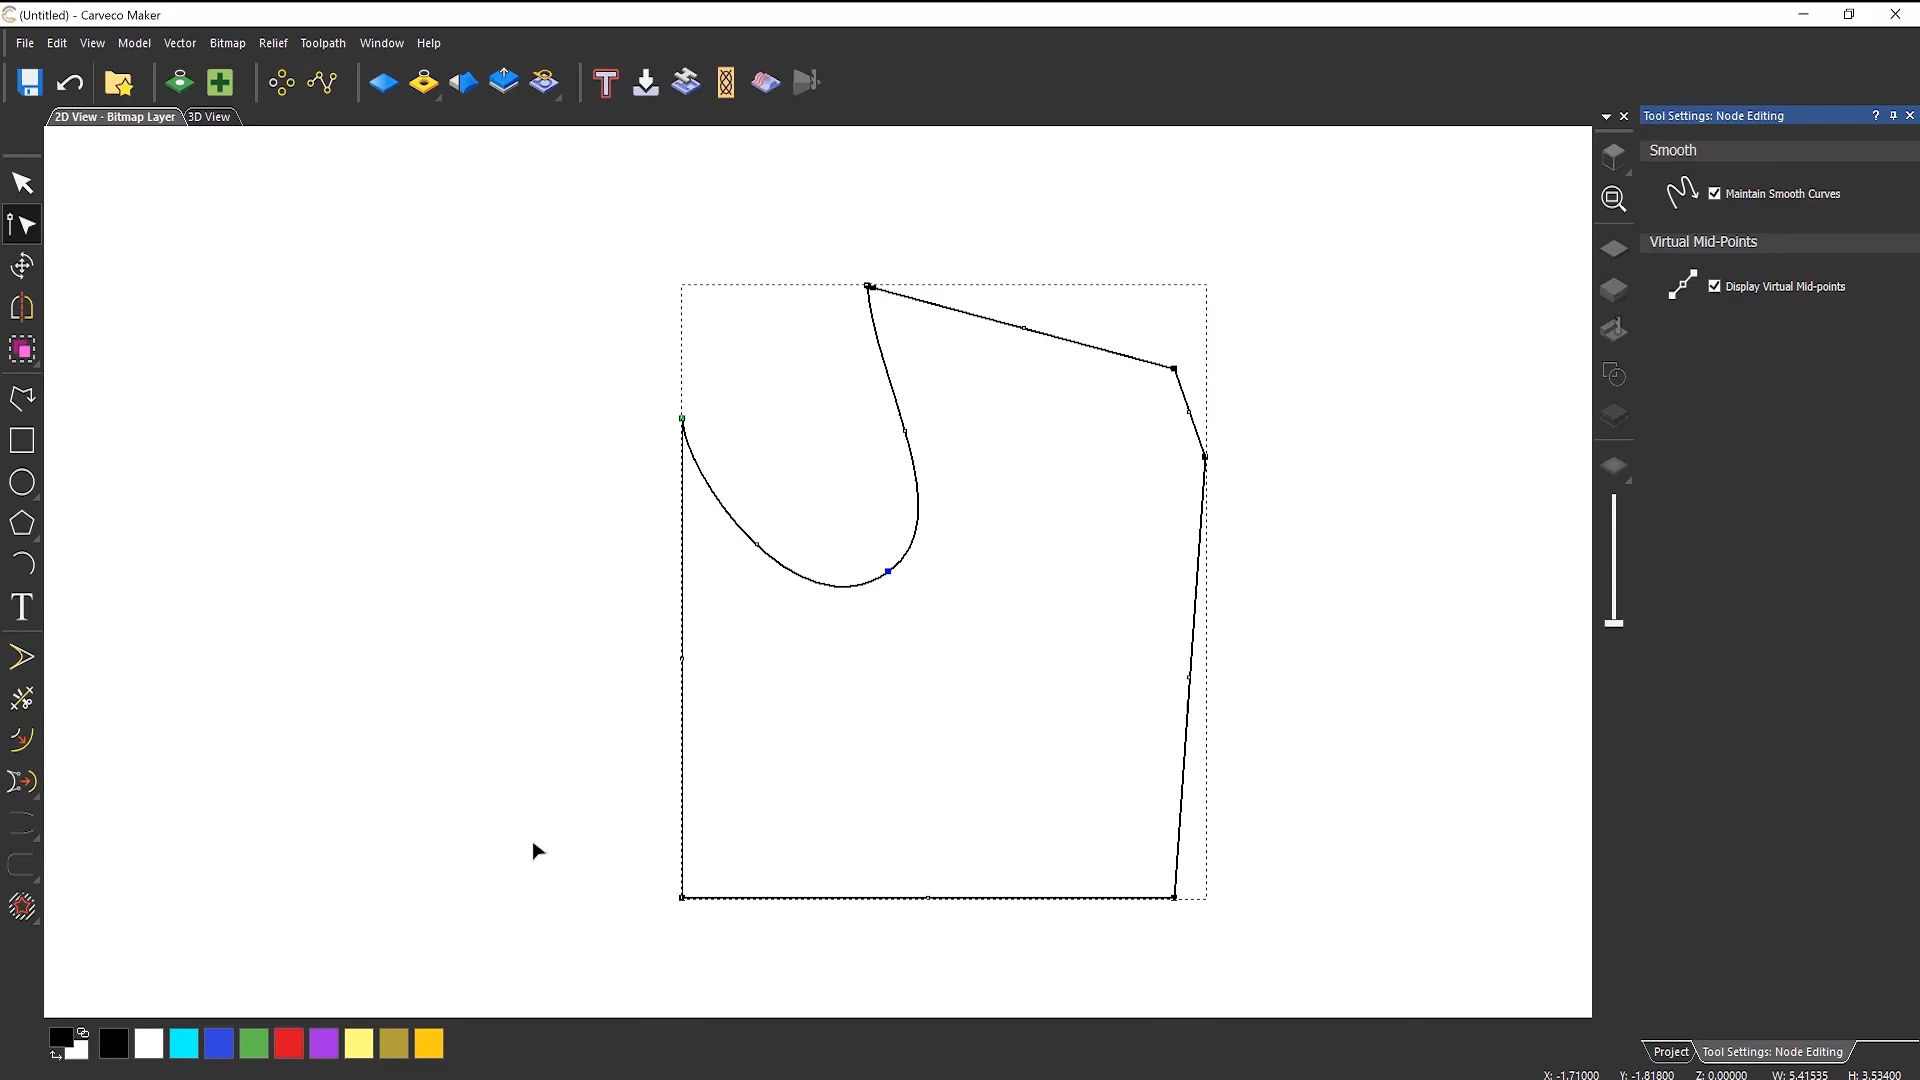 (Untitled) - Carveco Maker
File Edit View Model Vector Bitmap Relief Toolpath Window Help
2D View - Bitmap Layer 3D View
Tool Settings: Node Editing
Smooth
Maintain Smooth Curves
Virtual Mid-Points
Display Virtual Mid-points
Project Tool Settings: Node Editing
X: -1.71000 Y: -1.81800 Z: 0.00000 W: 5.41535 H: 3.53400